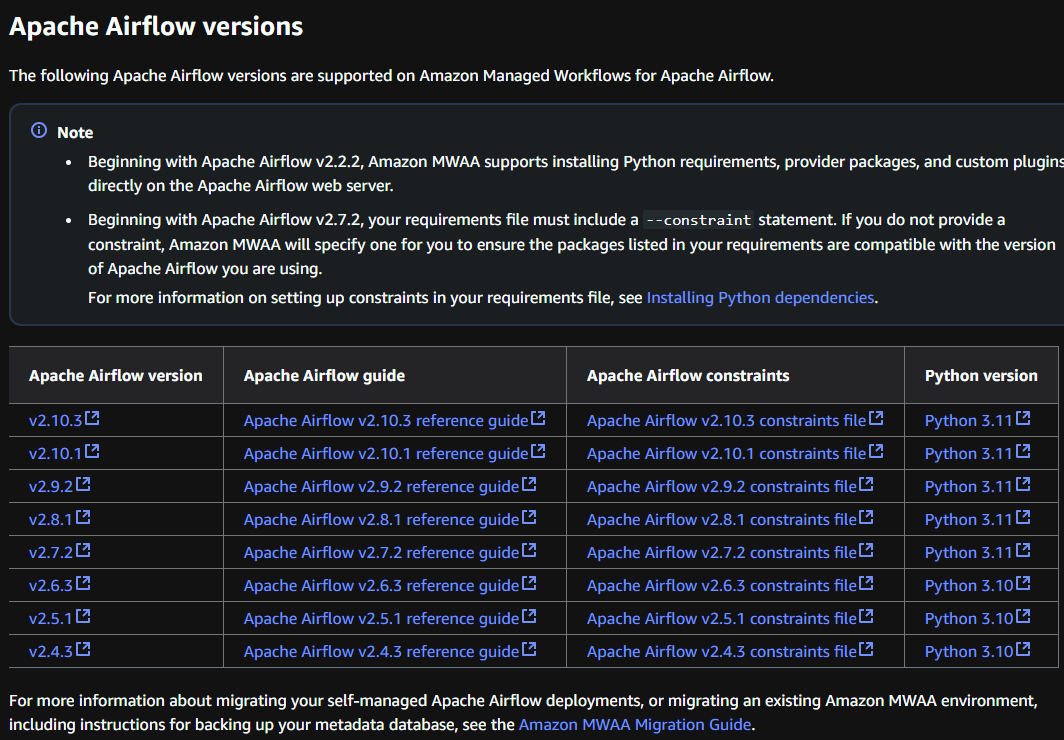 Apache Airflow versions
The following Apache Airflow versions are supported on Amazon Managed Workflows for Apache Airflow.
Note
• Beginning with Apache Airflow v2.2.2, Amazon MWAA supports installing Python requirements, provider packages, and custom plugins
directly on the Apache Airflow web server.
• Beginning with Apache Airflow v2.7.2, your requirements file must include a --constraint statement. If you do not provide a
constraint, Amazon MWAA will specify one for you to ensure the packages listed in your requirements are compatible with the version
of Apache Airflow you are using.
For more information on setting up constraints in your requirements file, see Installing Python dependencies.
Apache Airflow version Apache Airflow guide Apache Airflow constraints Python version
v2.10.3 Apache Airflow v2.10.3 reference guide Apache Airflow v2.10.3 constraints file Python 3.11
v2.10.1 Apache Airflow v2.10.1 reference guide Apache Airflow v2.10.1 constraints file Python 3.11
v2.9.2 Apache Airflow v2.9.2 reference guide Apache Airflow v2.9.2 constraints file Python 3.11
v2.8.1 Apache Airflow v2.8.1 reference guide Apache Airflow v2.8.1 constraints file Python 3.11
v2.7.2 Apache Airflow v2.7.2 reference guide Apache Airflow v2.7.2 constraints file Python 3.11
v2.6.3 Apache Airflow v2.6.3 reference guide Apache Airflow v2.6.3 constraints file Python 3.10
v2.5.1 Apache Airflow v2.5.1 reference guide Apache Airflow v2.5.1 constraints file Python 3.10
v2.4.3 Apache Airflow v2.4.3 reference guide Apache Airflow v2.4.3 constraints file Python 3.10
For more information about migrating your self-managed Apache Airflow deployments, or migrating an existing Amazon MWAA environment,
including instructions for backing up your metadata database, see the Amazon MWAA Migration Guide.